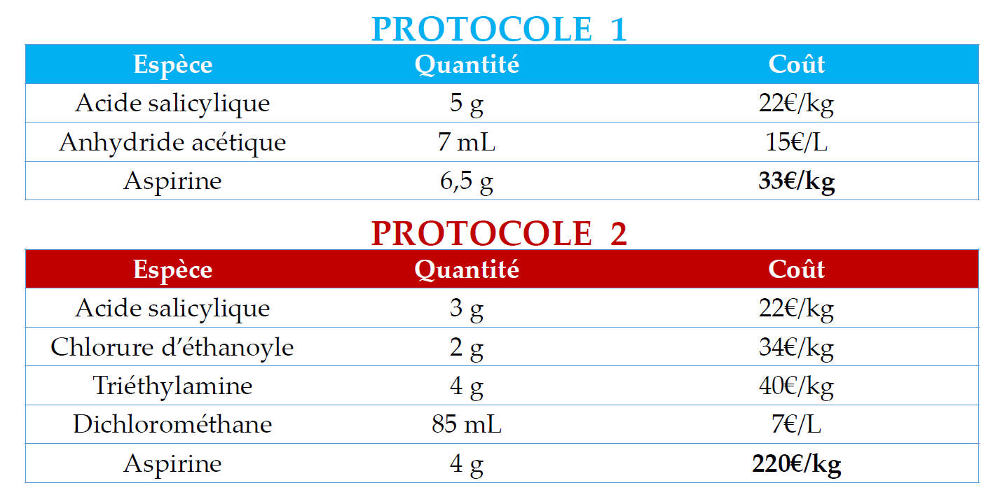 PROTOCOLE 1
Espèce Quantité Coût
Acide salicylique 5 g 22€/kg
Anhydride acétique 7 mL 15€/L
Aspirine 6,5 g 33€/kg
PROTOCOLE 2
Espèce Quantité Coût
Acide salicylique 3 g 22€/kg
Chlorure d’éthanoyle 2 g 34€/kg
Triéthylamine 4 g 40€/kg
Dichlorométhane 85 mL 7€/L
Aspirine 4 g 220€/kg